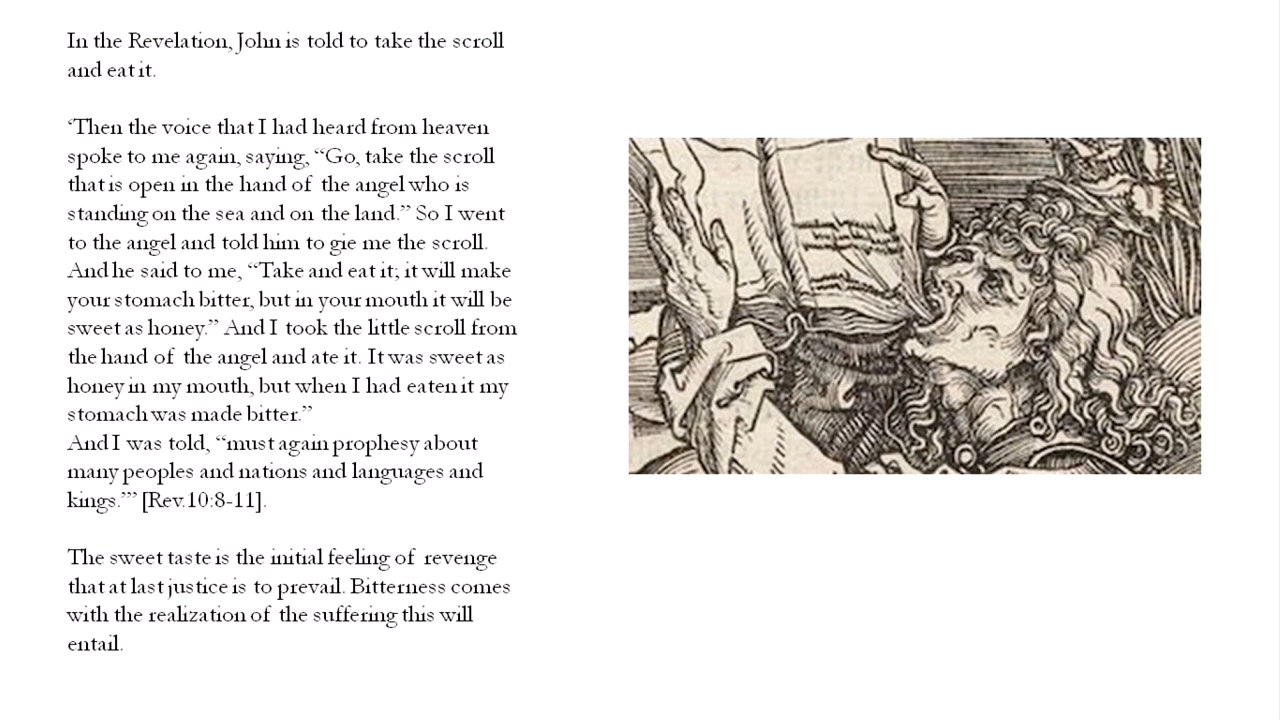 In the Revelation, John is told to take the scroll
and eat it.
‘Then the voice that I had heard from heaven
spoke to me again, saying, “Go, take the scroll
that is open in the hand of the angel who is
standing on the sea and on the land.” So I went
to the angel and told him to gie me the scroll.
And he said to me, “Take and eat it; it will make
your stomach bitter, but in your mouth it will be
sweet as honey.” And I took the little scroll from
the hand of the angel and ate it. It was sweet as
honey in my mouth, but when I had eaten it my
stomach was made bitter.”
And I was told, “must again prophesy about
many peoples and nations and languages and
kings.”’ [Rev.10:8-11].
The sweet taste is the initial feeling of revenge
that at last justice is to prevail. Bitterness comes
with the realization of the suffering this will
entail.